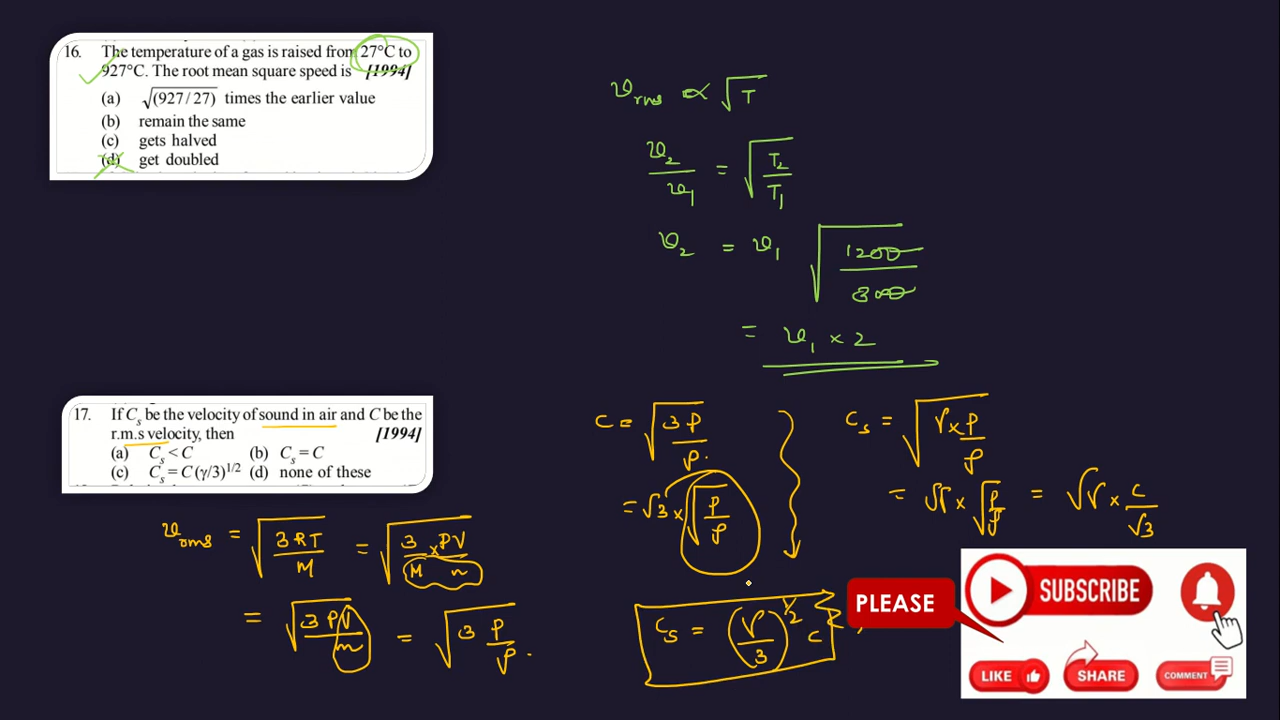 16. The temperature of a gas is raised from 27°C to
927°C. The root mean square speed is [1994]
(a) √(927/27) times the earlier value
(b) remain the same
(c) gets halved
(d) get doubled
v_rms ∝ √T
v₂/v₁ = √(T₂/T₁)
v₂ = v₁ √(1200/300)
= v₁ × 2
17. If C_s be the velocity of sound in air and C be the
r.m.s velocity, then [1994]
(a) C_s < C (b) C_s = C
(c) C_s = C(γ/3)^1/2 (d) none of these
v_rms = √(3RT/M) = √(3/M × PV/n)
= √(3PV/m) = √(3 P/ρ).
C = √(3P/ρ).
= √3 × √(P/ρ)
C_s = √(γ×P/ρ)
= √γ × √(P/ρ) = √γ × C/√3
C_s = (γ/3)^1/2 C
PLEASE
SUBSCRIBE
LIKE
SHARE
COMMENT